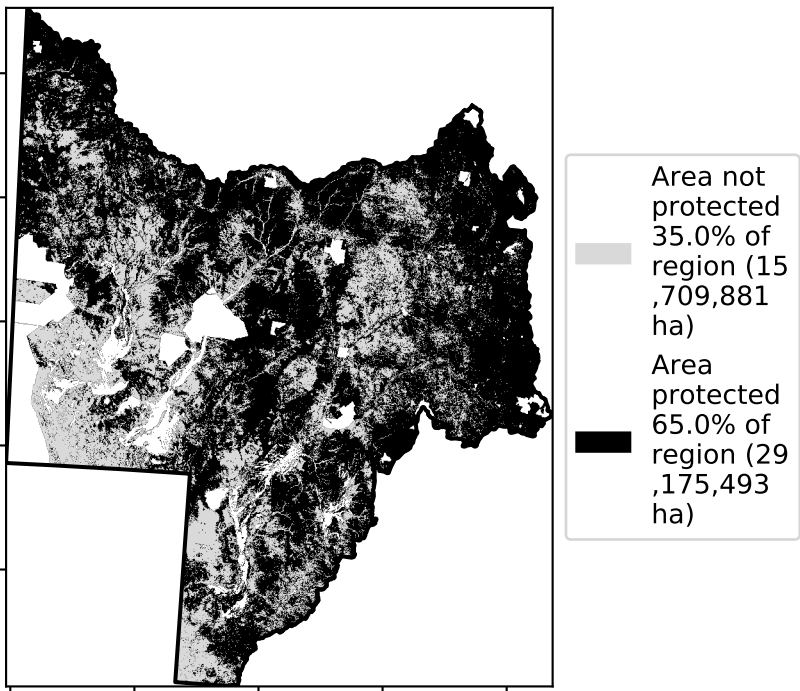 Area not
protected
35.0% of
region (15
,709,881
ha)
Area
protected
65.0% of
region (29
,175,493
ha)